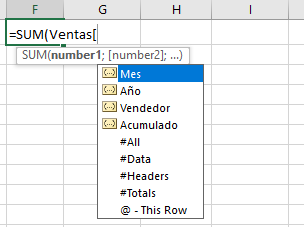 F G H I
=SUM(Ventas[
SUM(number1; [number2]; ...)
(...) Mes
(...) Año
(...) Vendedor
(...) Acumulado
#All
#Data
#Headers
#Totals
@ - This Row